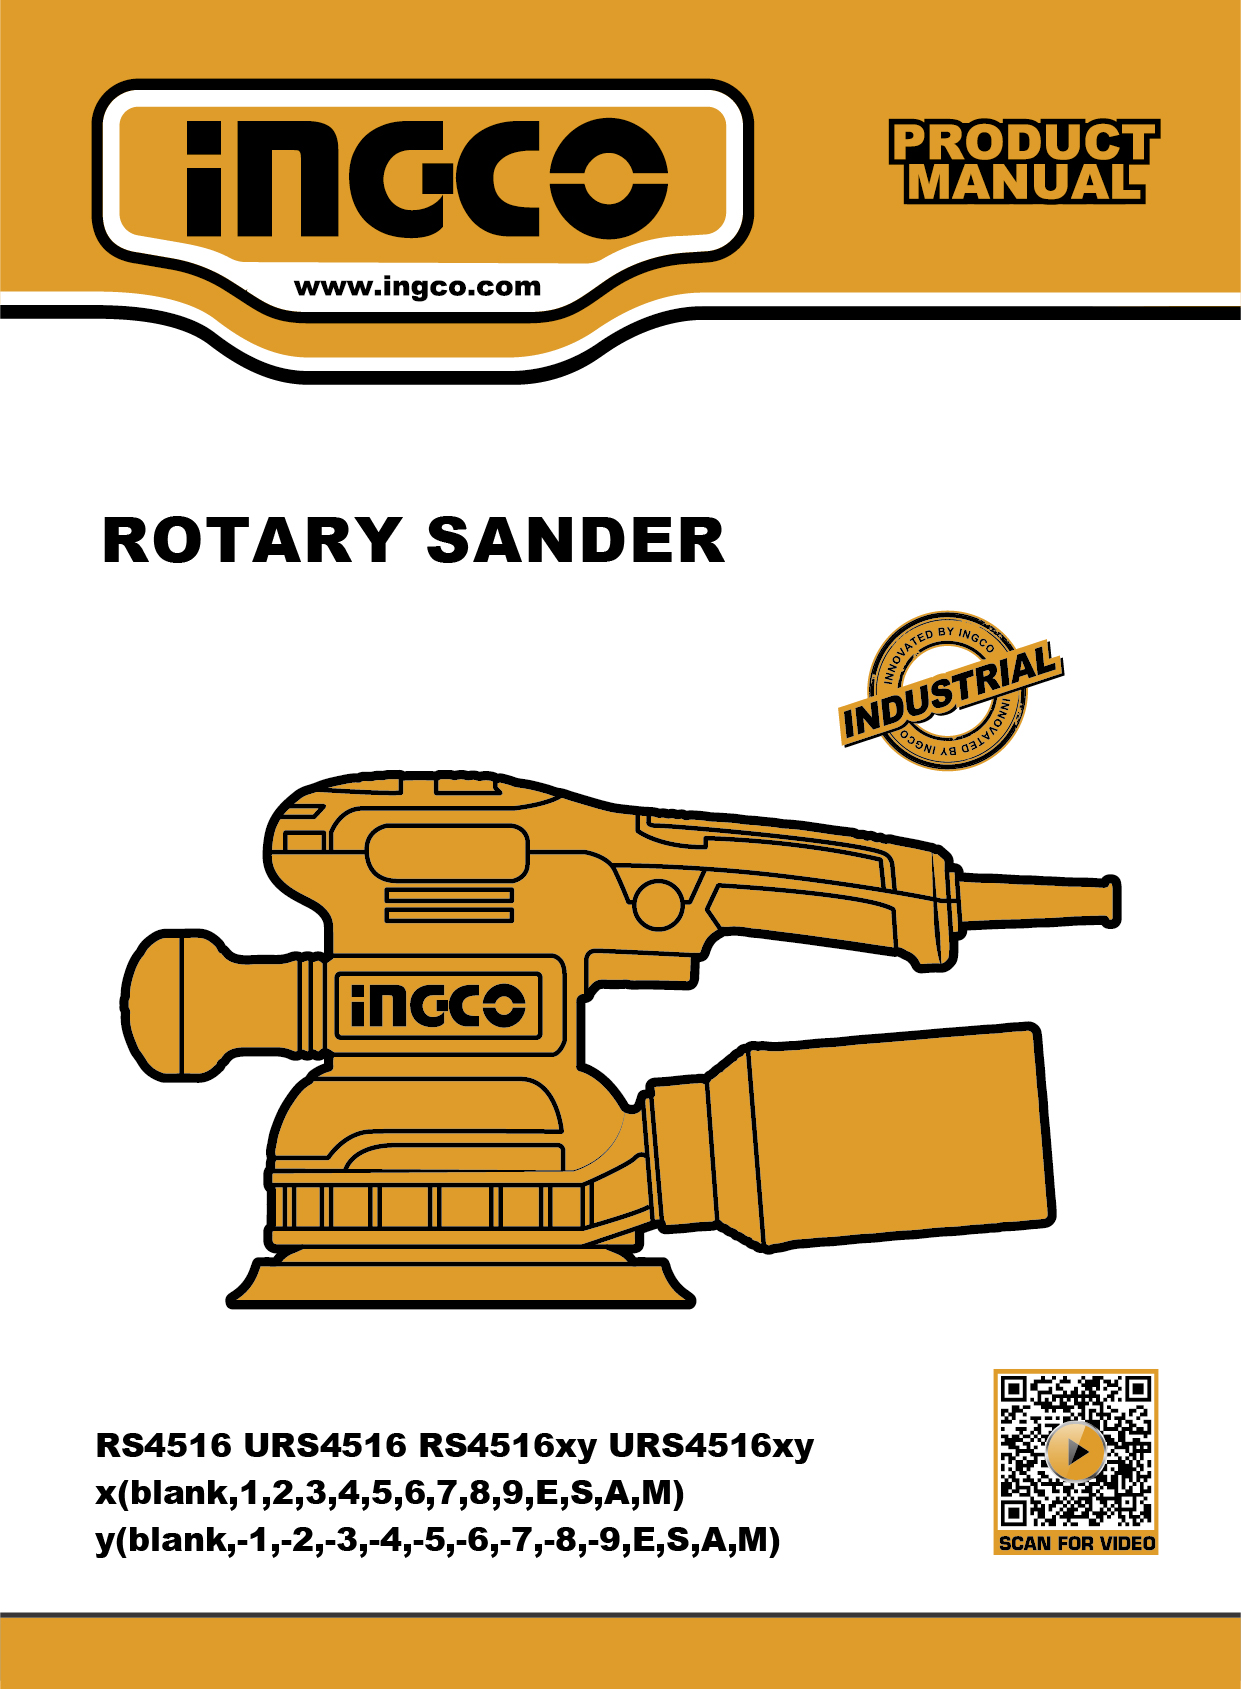 INGCO
PRODUCT
MANUAL
www.ingco.com
ROTARY SANDER
INNOVATED BY INGCO
INDUSTRIAL
INNOVATED BY INGCO
INGCO
RS4516 URS4516 RS4516xy URS4516xy
x(blank,1,2,3,4,5,6,7,8,9,E,S,A,M)
y(blank,-1,-2,-3,-4,-5,-6,-7,-8,-9,E,S,A,M)
SCAN FOR VIDEO